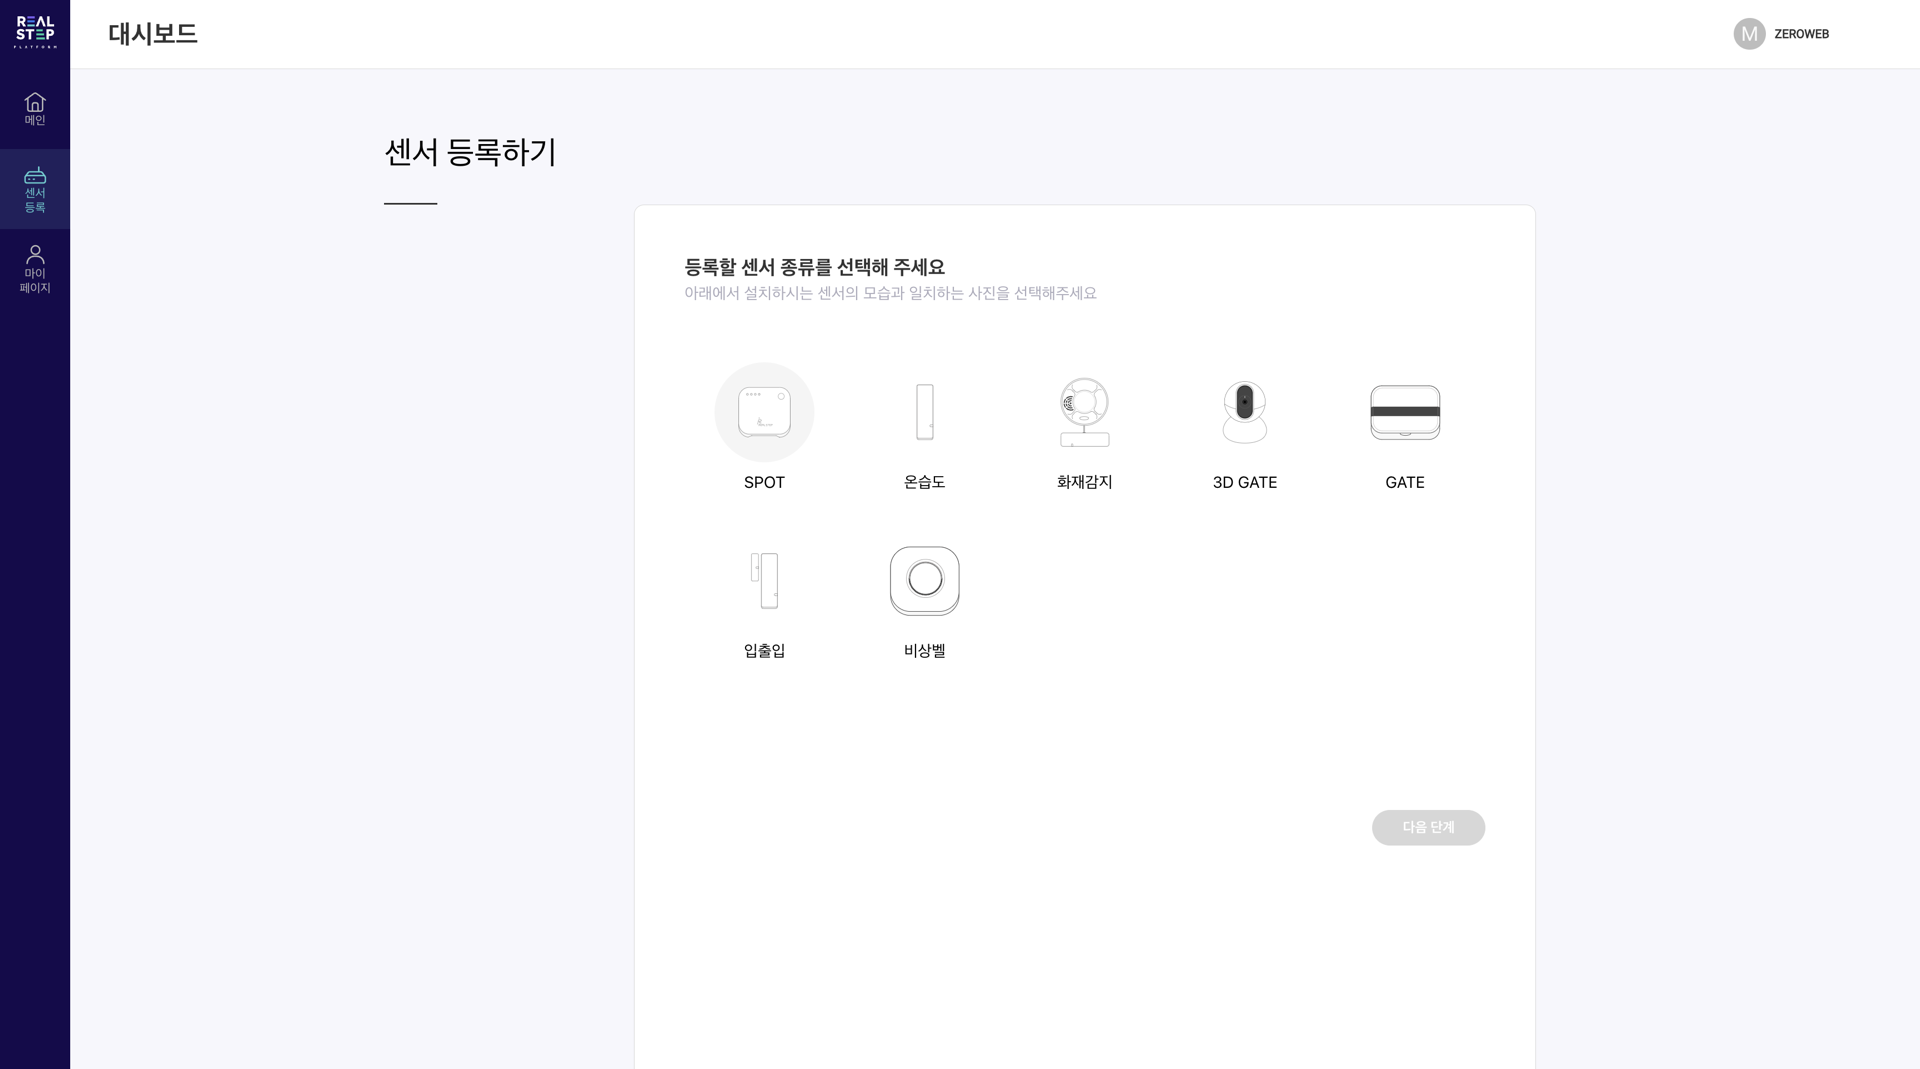 REAL
STEP
PLATFORM
대시보드
M
ZEROWEB
메인
센서
등록
마이
페이지
센서 등록하기
등록할 센서 종류를 선택해 주세요
아래에서 설치하시는 센서의 모습과 일치하는 사진을 선택해주세요
SPOT
온습도
화재감지
3D GATE
GATE
입출입
비상벨
다음 단계